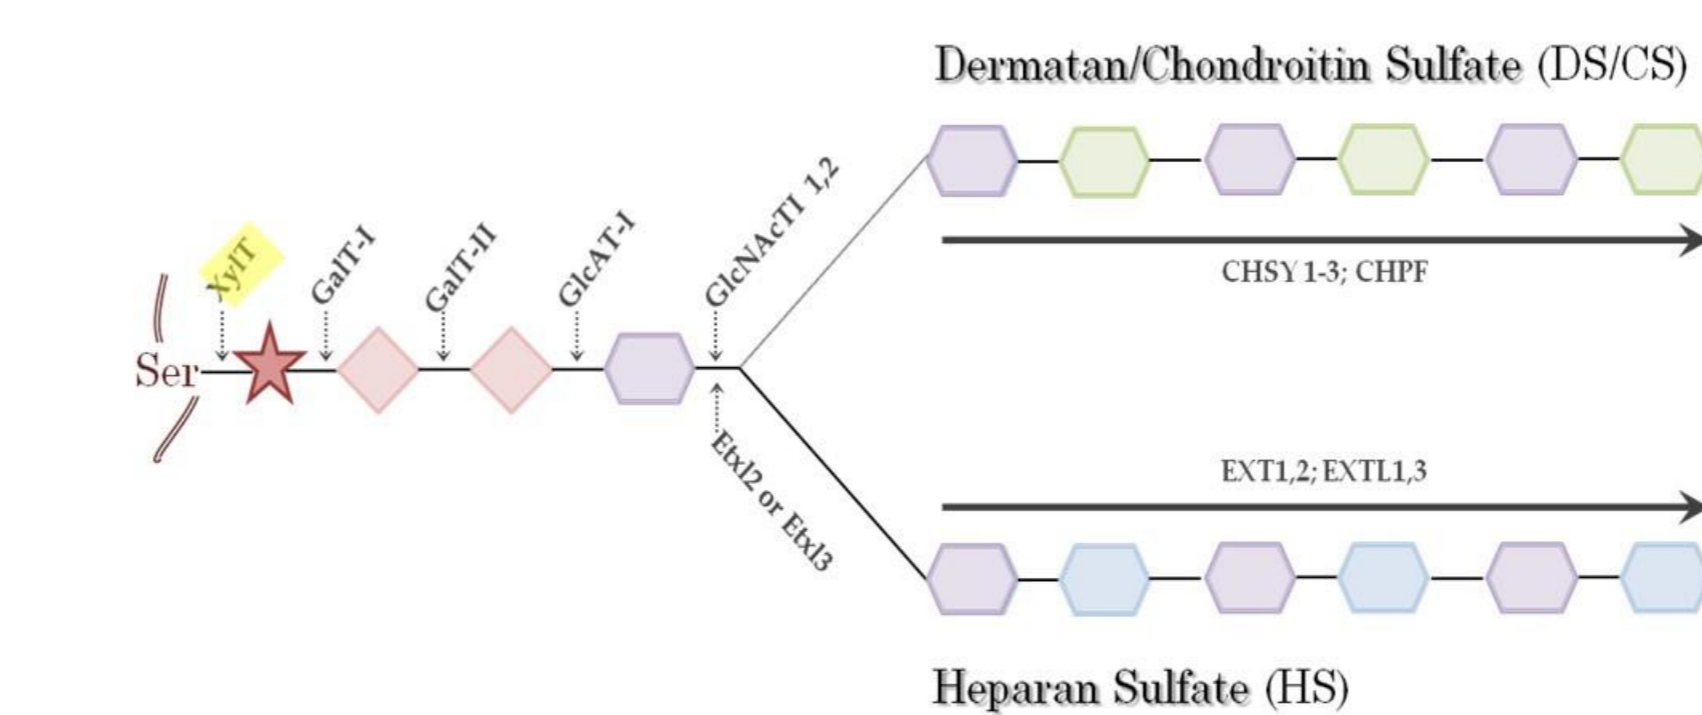 Dermatan/Chondroitin Sulfate (DS/CS)
XylT
GalT-I
GalT-II
GlcAT-I
GlcNAcTI 1,2
CHSY 1-3; CHPF
Ser
Etxl2 or Etxl3
EXT1,2; EXTL1,3
Heparan Sulfate (HS)